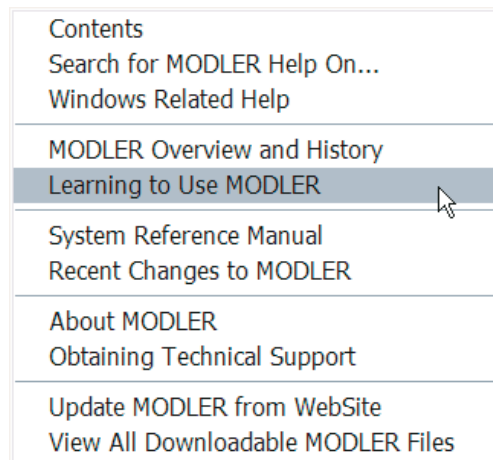 Contents
Search for MODLER Help On...
Windows Related Help
MODLER Overview and History
Learning to Use MODLER
System Reference Manual
Recent Changes to MODLER
About MODLER
Obtaining Technical Support
Update MODLER from WebSite
View All Downloadable MODLER Files